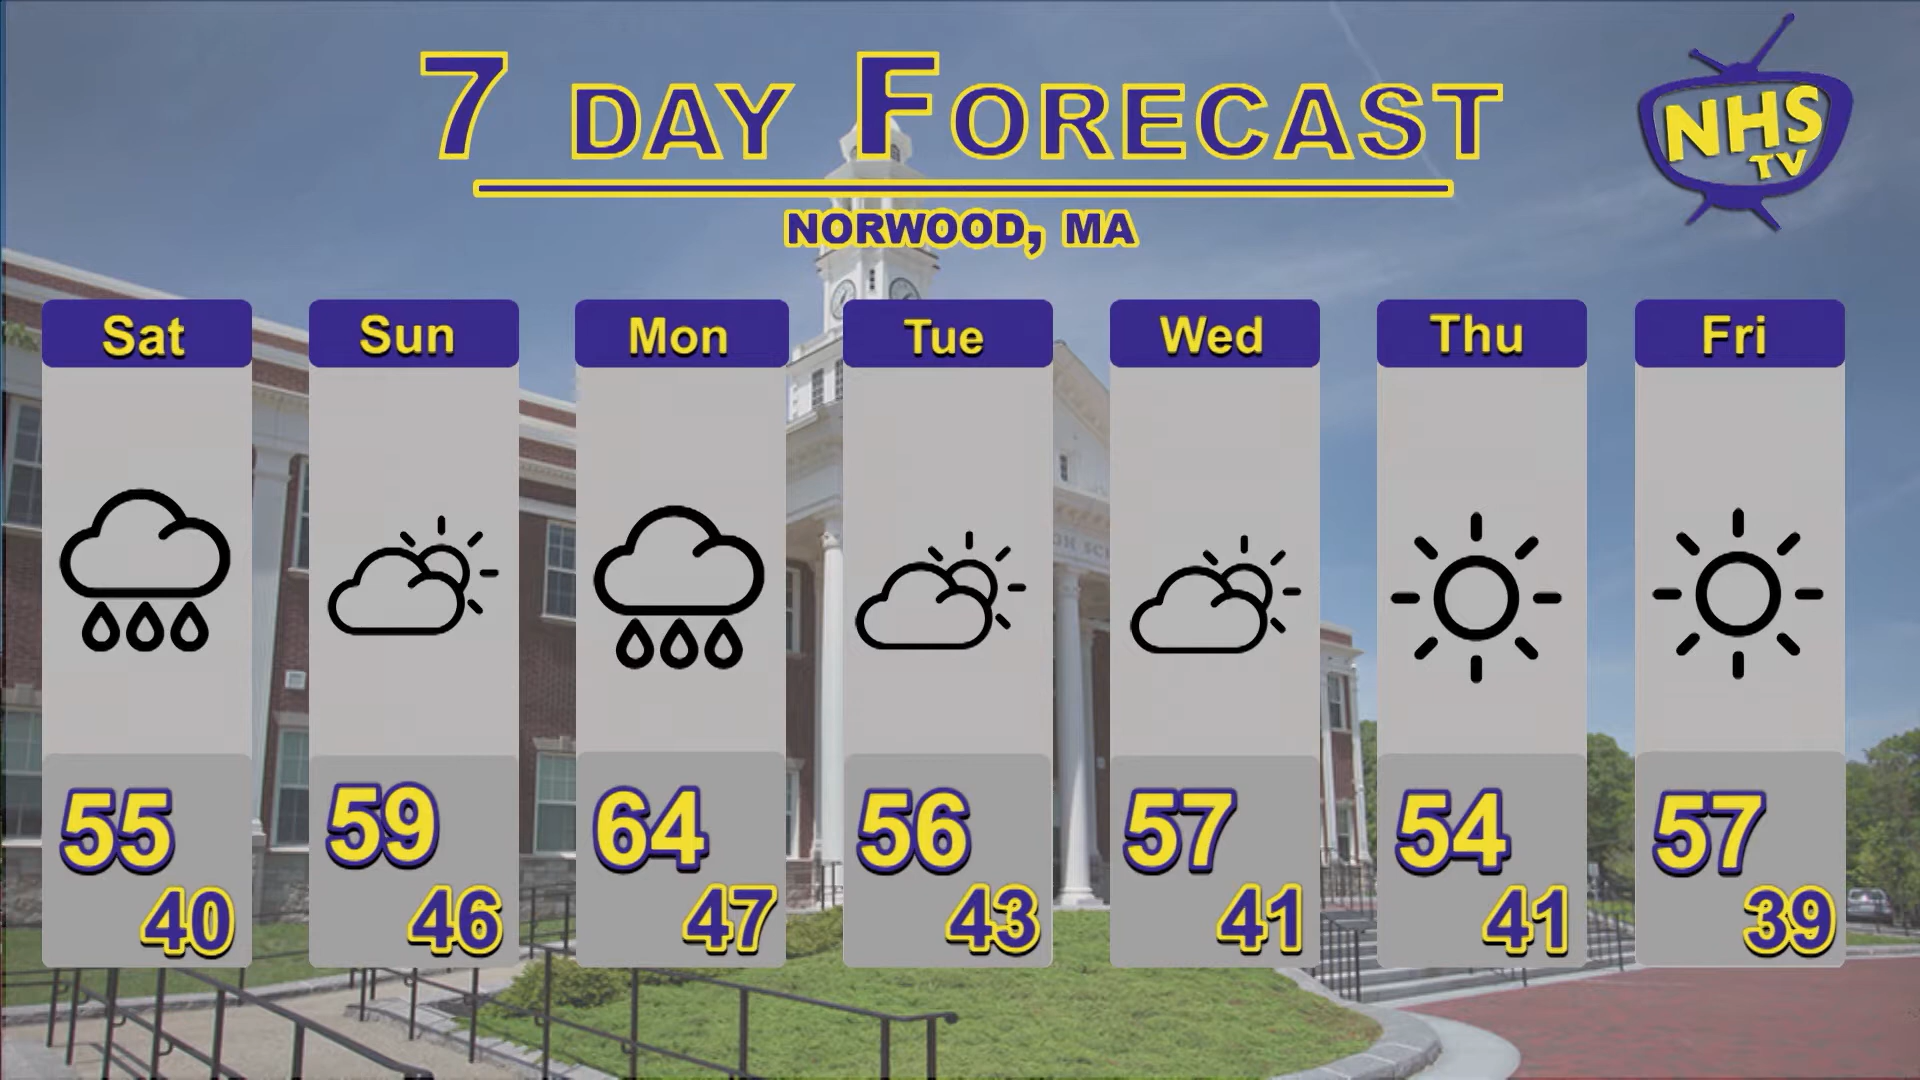 7 DAY FORECAST
NHS
TV
NORWOOD, MA
Sat Sun Mon Tue Wed Thu Fri
55 59 64 56 57 54 57
40 46 47 43 41 41 39